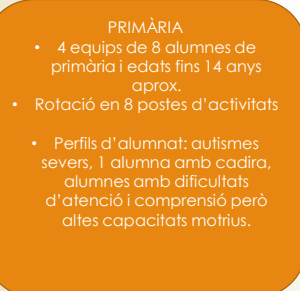 PRIMÀRIA
• 4 equips de 8 alumnes de
primària i edats fins 14 anys
aprox.
• Rotació en 8 postes d’activitats
• Perfils d’alumnat: autismes
severs, 1 alumna amb cadira,
alumnes amb dificultats
d’atenció i comprensió però
altes capacitats motrius.